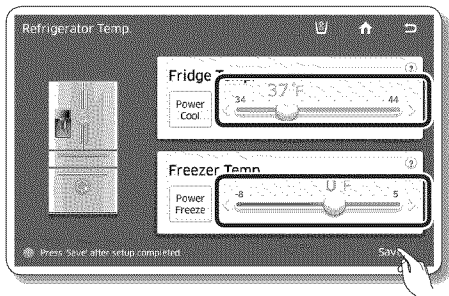 Refrigerator Temp.
Fridge Temp.
37°F
Power
Cool
34
44
Freezer Temp.
0°F
Power
Freeze
-8
5
Press 'Save' after setup completed
Save